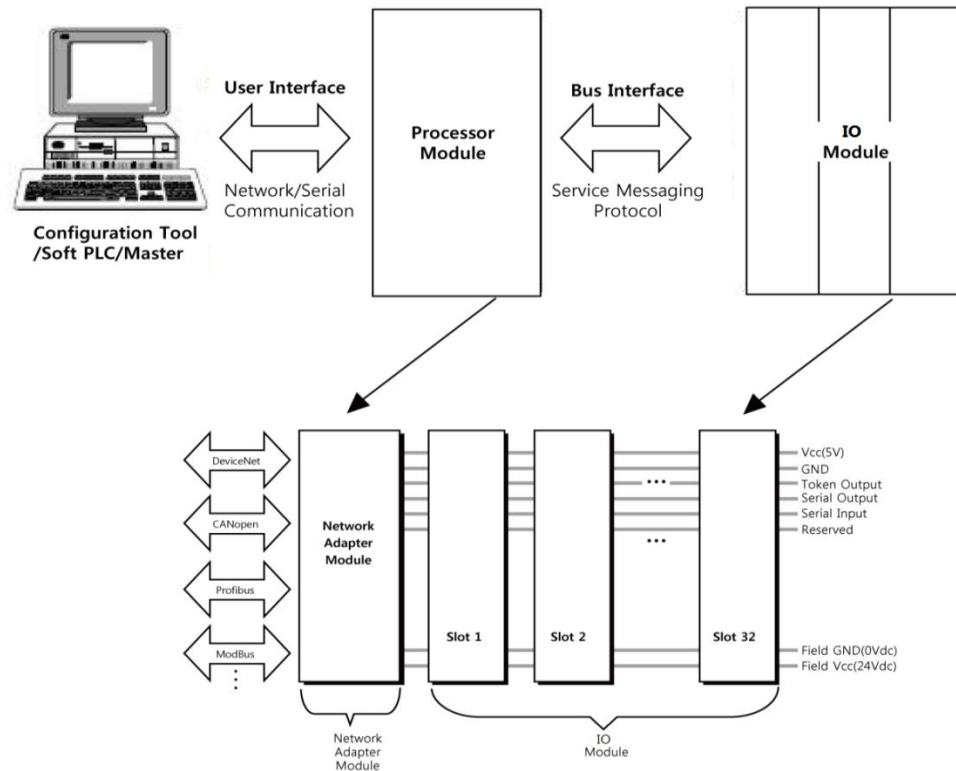 User Interface
Network/Serial
Communication
Configuration Tool
/Soft PLC/Master
Processor
Module
Bus Interface
Service Messaging
Protocol
IO
Module
DeviceNet
CANopen
Profibus
ModBus
Network
Adapter
Module
Slot 1
Slot 2
...
...
Slot 32
Vcc(5V)
GND
Token Output
Serial Output
Serial Input
Reserved
Field GND(0Vdc)
Field Vcc(24Vdc)
Network
Adapter
Module
IO
Module